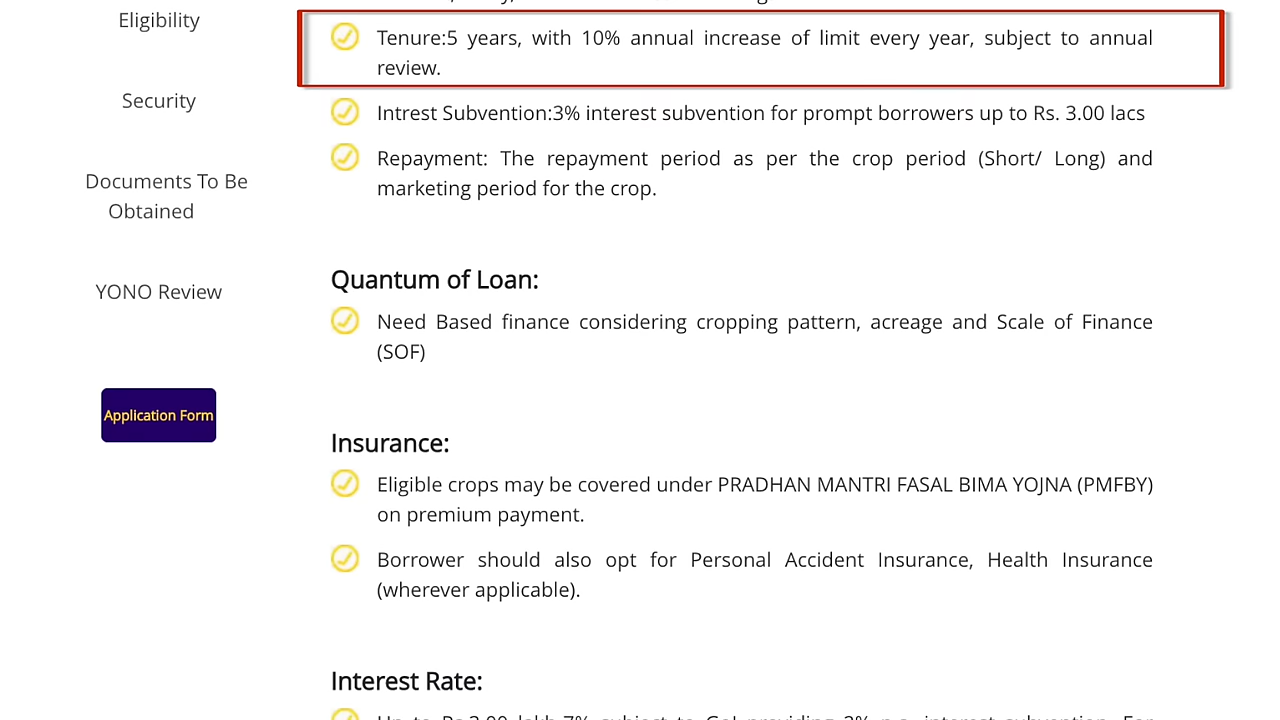 Eligibility
Security
Documents To Be
Obtained
YONO Review
Application Form
Tenure:5 years, with 10% annual increase of limit every year, subject to annual
review.
Intrest Subvention:3% interest subvention for prompt borrowers up to Rs. 3.00 lacs
Repayment: The repayment period as per the crop period (Short/ Long) and
marketing period for the crop.
Quantum of Loan:
Need Based finance considering cropping pattern, acreage and Scale of Finance
(SOF)
Insurance:
Eligible crops may be covered under PRADHAN MANTRI FASAL BIMA YOJNA (PMFBY)
on premium payment.
Borrower should also opt for Personal Accident Insurance, Health Insurance
(wherever applicable).
Interest Rate: